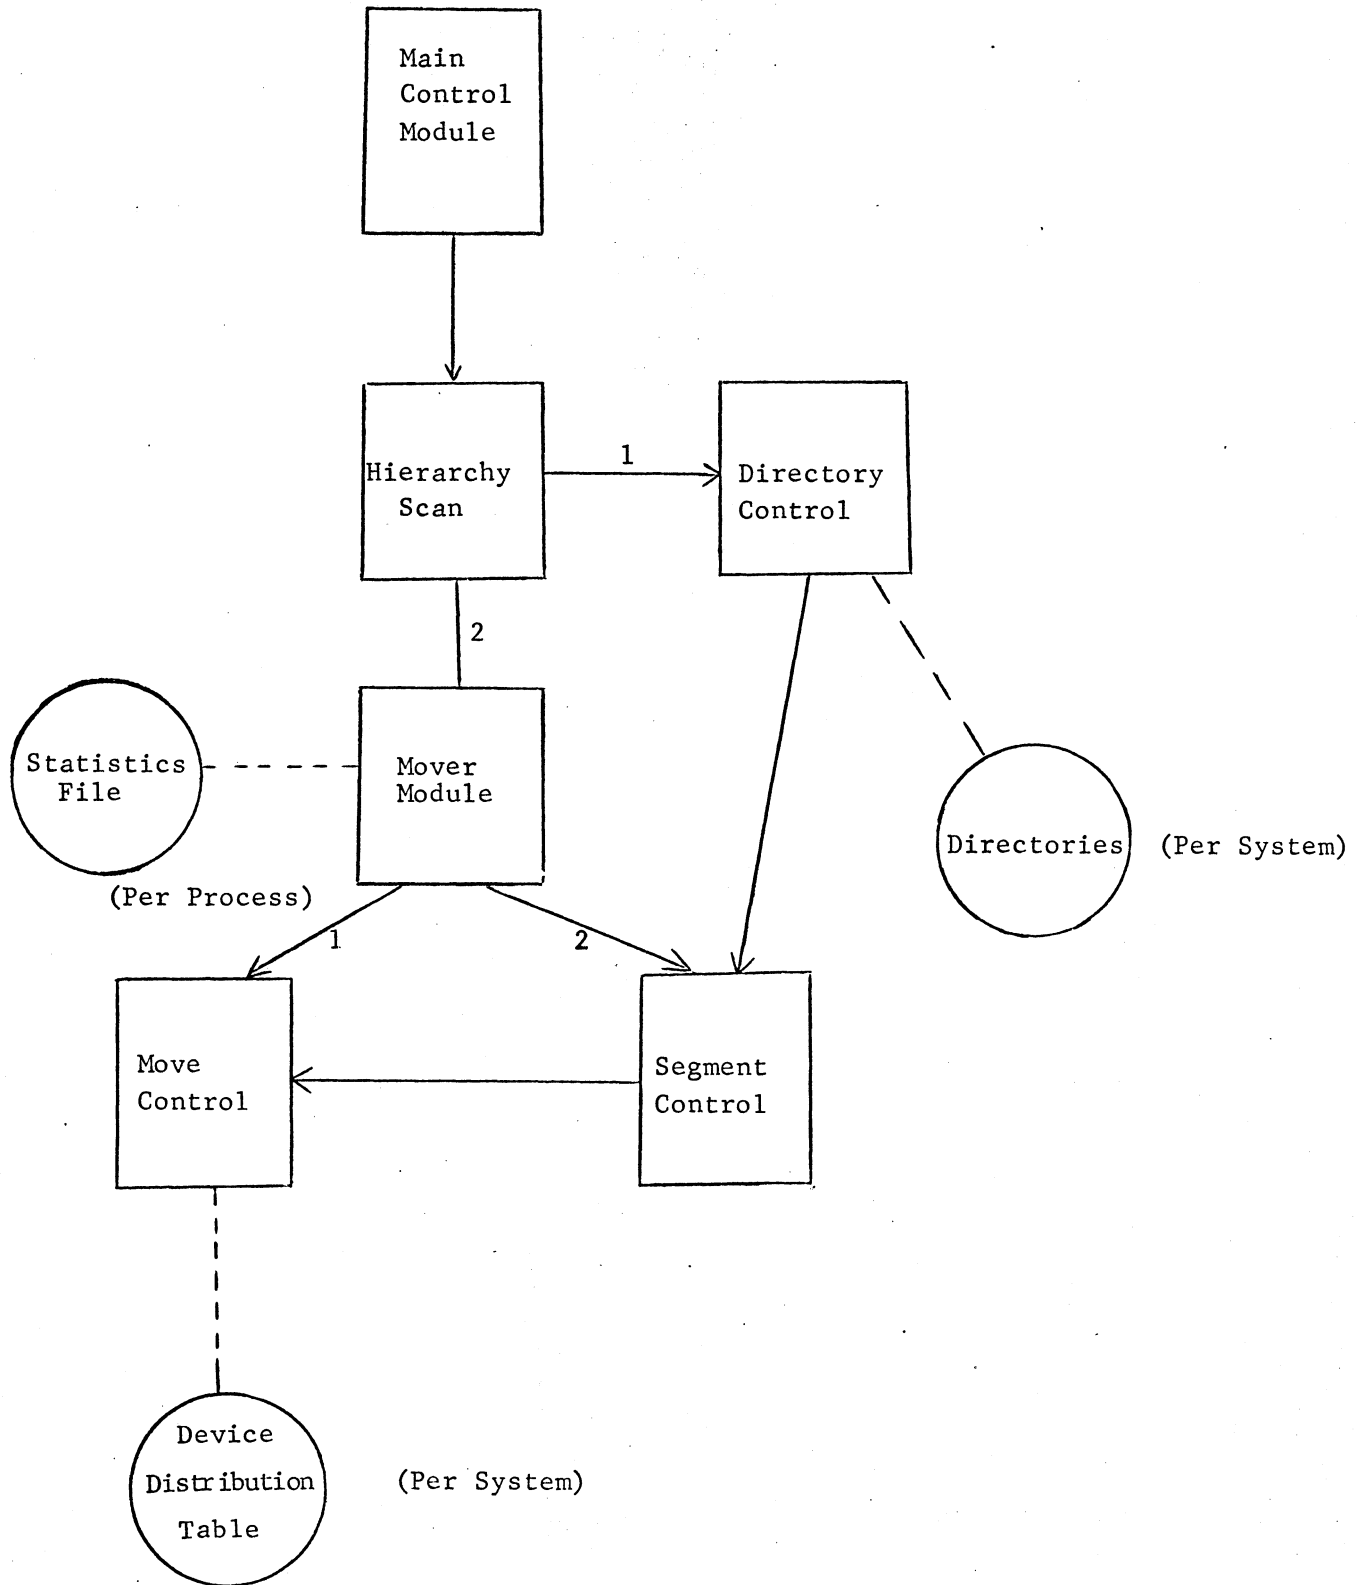 Main
Control
Module
1
Hierarchy
Scan
Directory
Control
2
Statistics
File
Mover
Module
Directories
(Per System)
(Per Process)
1
2
Move
Control
Segment
Control
Device
Distribution
Table
(Per System)